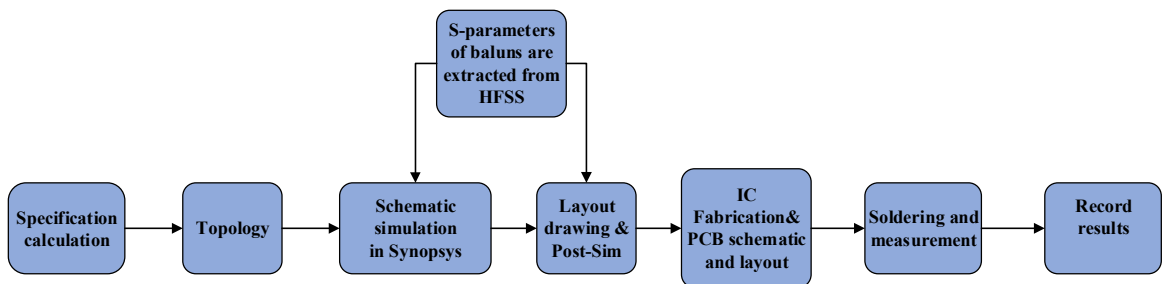 S-parameters
of baluns are
extracted from
HFSS
Specification
calculation
Topology
Schematic
simulation
in Synopsys
Layout
drawing &
Post-Sim
IC
Fabrication&
PCB schematic
and layout
Soldering and
measurement
Record
results